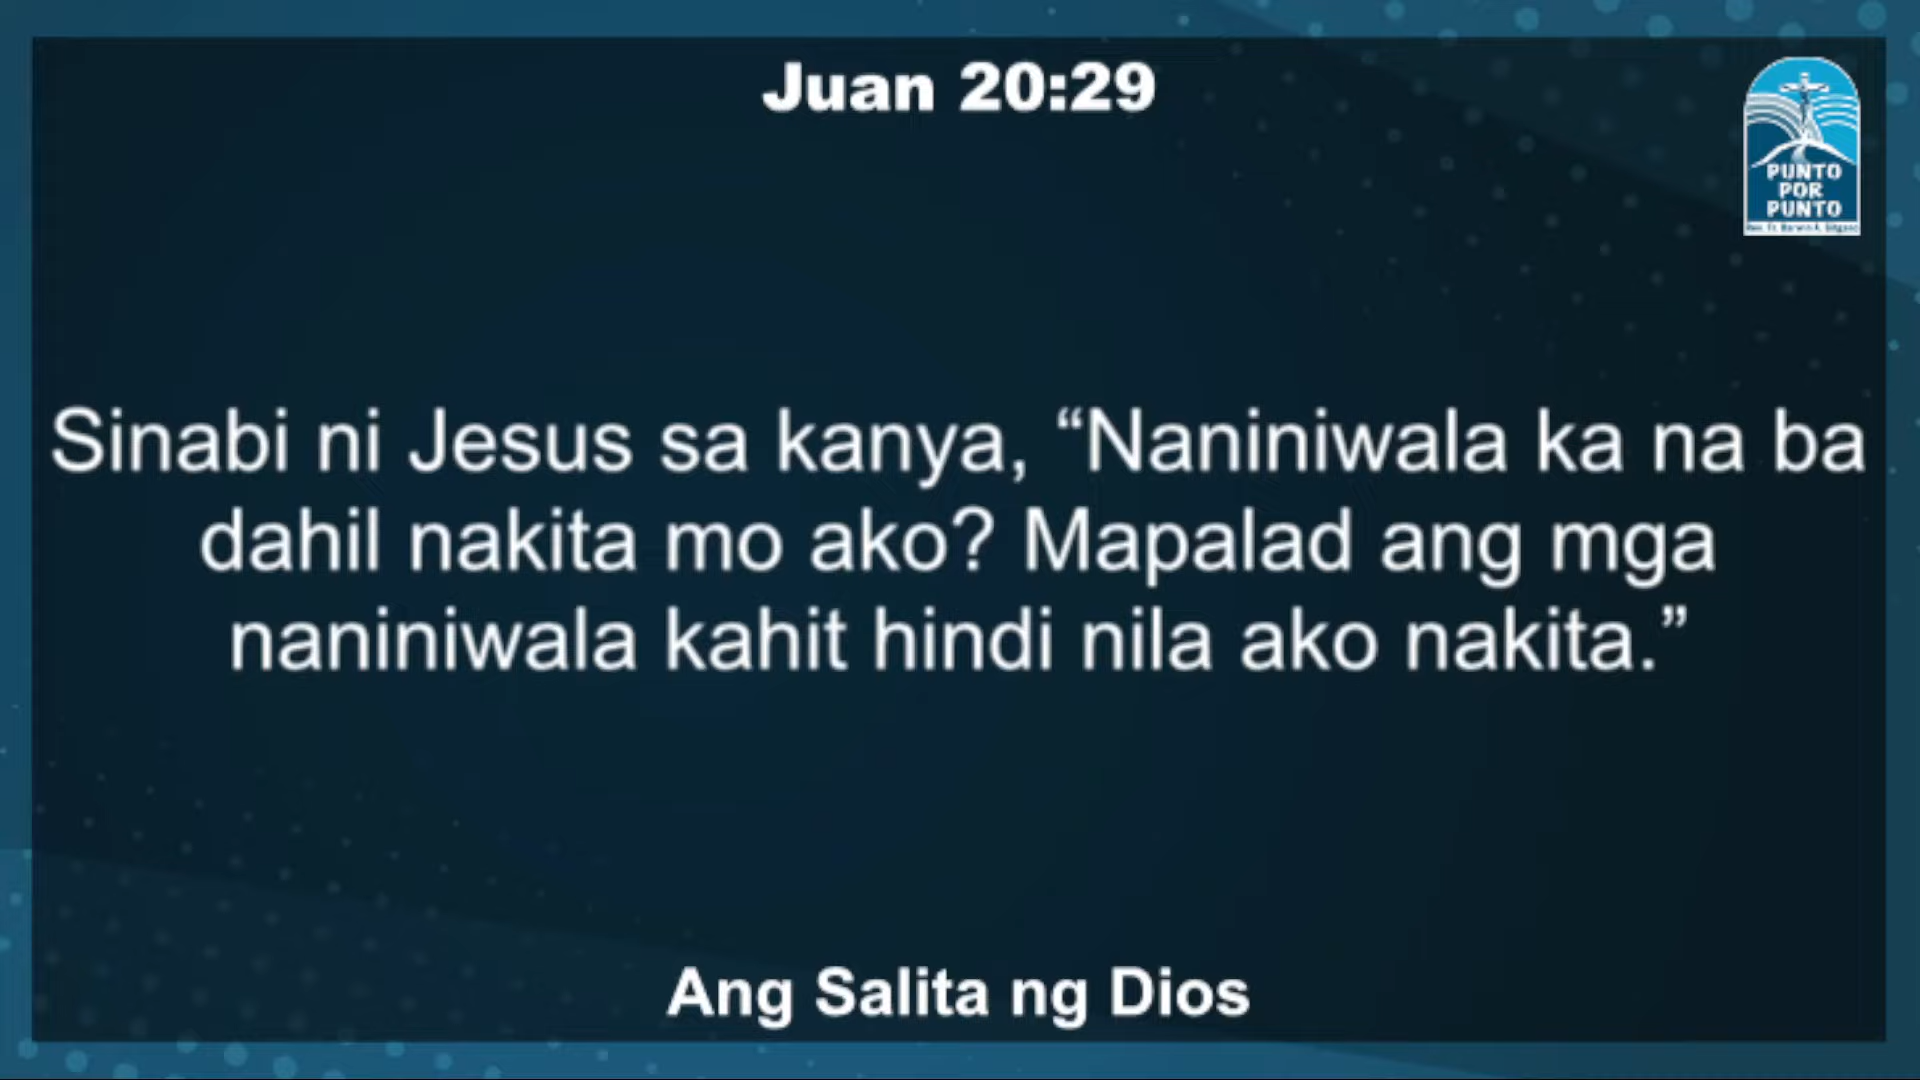 Juan 20:29
PUNTO
POR
PUNTO
Sinabi ni Jesus sa kanya, “Naniniwala ka na ba
dahil nakita mo ako? Mapalad ang mga
naniniwala kahit hindi nila ako nakita.”
Ang Salita ng Dios